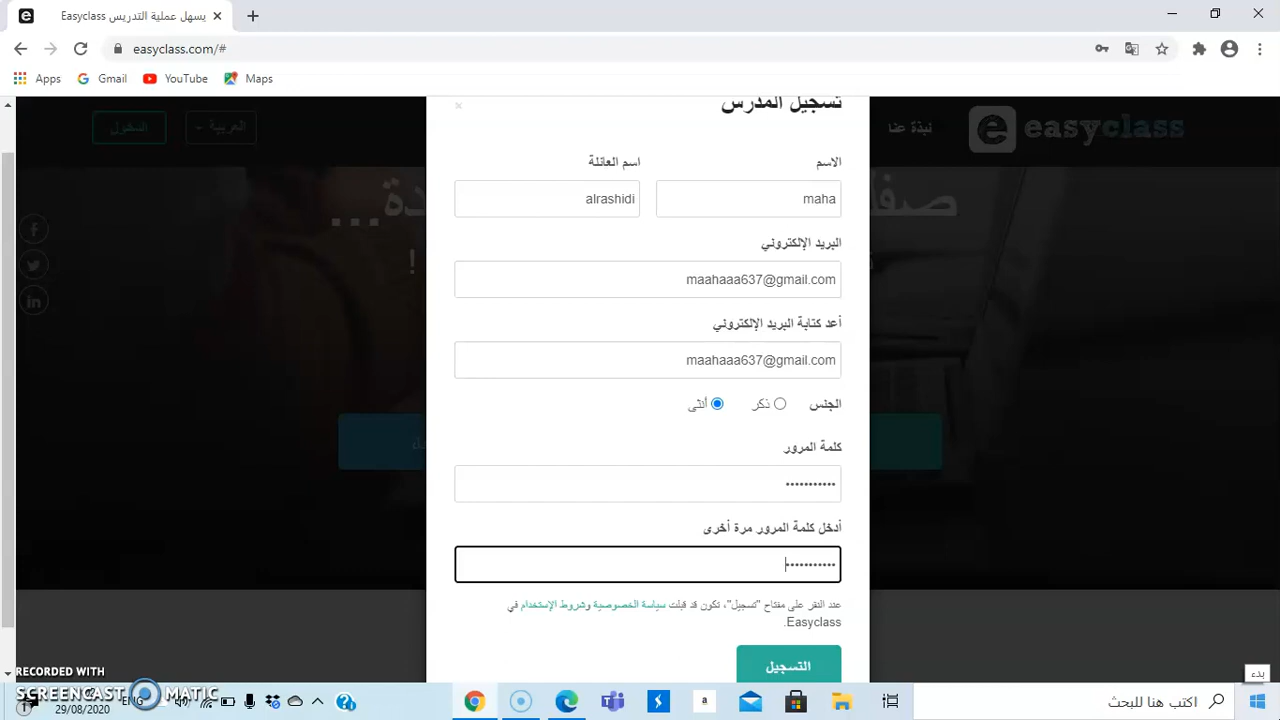 Easyclass يسهل عملية التدريس
easyclass.com/#
Apps
Gmail
YouTube
Maps
تسجيل المدرس
easyclass
نبذة عنا
العربية
الدخول
الاسم
اسم العائلة
maha
alrashidi
البريد الإلكتروني
maahaaa637@gmail.com
أعد كتابة البريد الإلكتروني
maahaaa637@gmail.com
الجنس
ذكر
أنثى
كلمة المرور
•••••••••••
أدخل كلمة المرور مرة أخرى
•••••••••••
عند النقر على مفتاح "تسجيل"، تكون قد قبلت سياسة الخصوصية وشروط الإستخدام في
Easyclass.
التسجيل
RECORDED WITH
SCREENCAST MATIC
بدء
اكتب هنا للبحث
ENG
29/08/2020